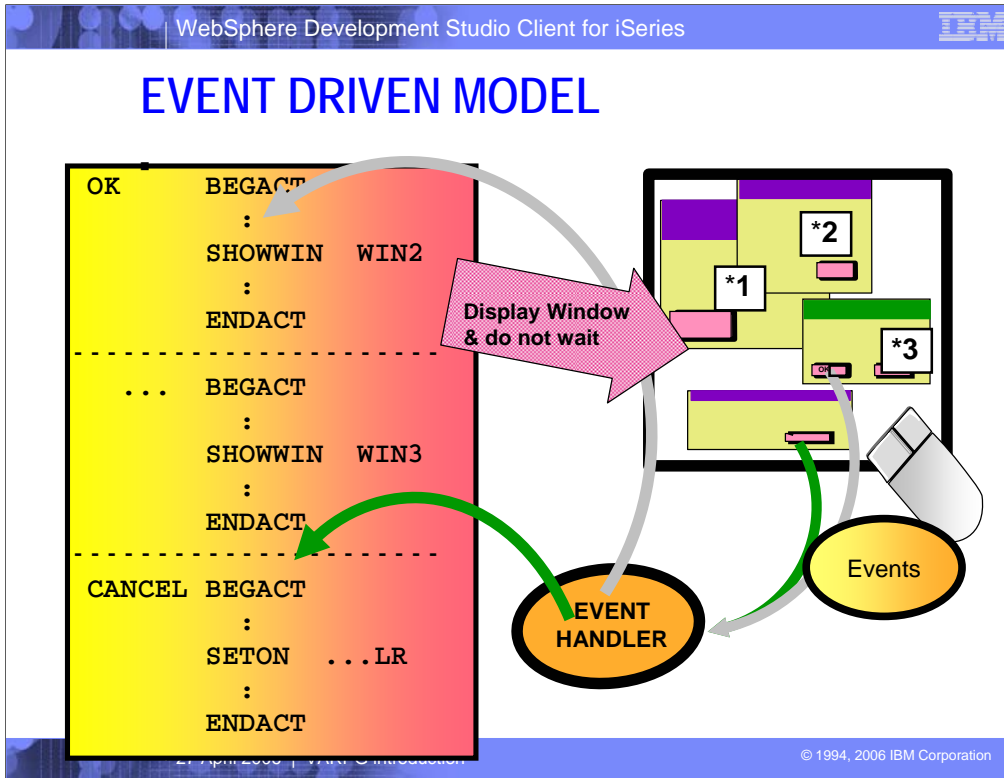 WebSphere Development Studio Client for iSeries
IBM
EVENT DRIVEN MODEL
OK BEGACT
:
SHOWWIN WIN2
:
ENDACT
- - - - - - - - - - - - - - - - - - - - - -
... BEGACT
:
SHOWWIN WIN3
:
ENDACT
- - - - - - - - - - - - - - - - - - - - - -
CANCEL BEGACT
:
SETON ...LR
:
ENDACT
Display Window
& do not wait
*1
*2
*3
OK
Events
EVENT
HANDLER
© 1994, 2006 IBM Corporation